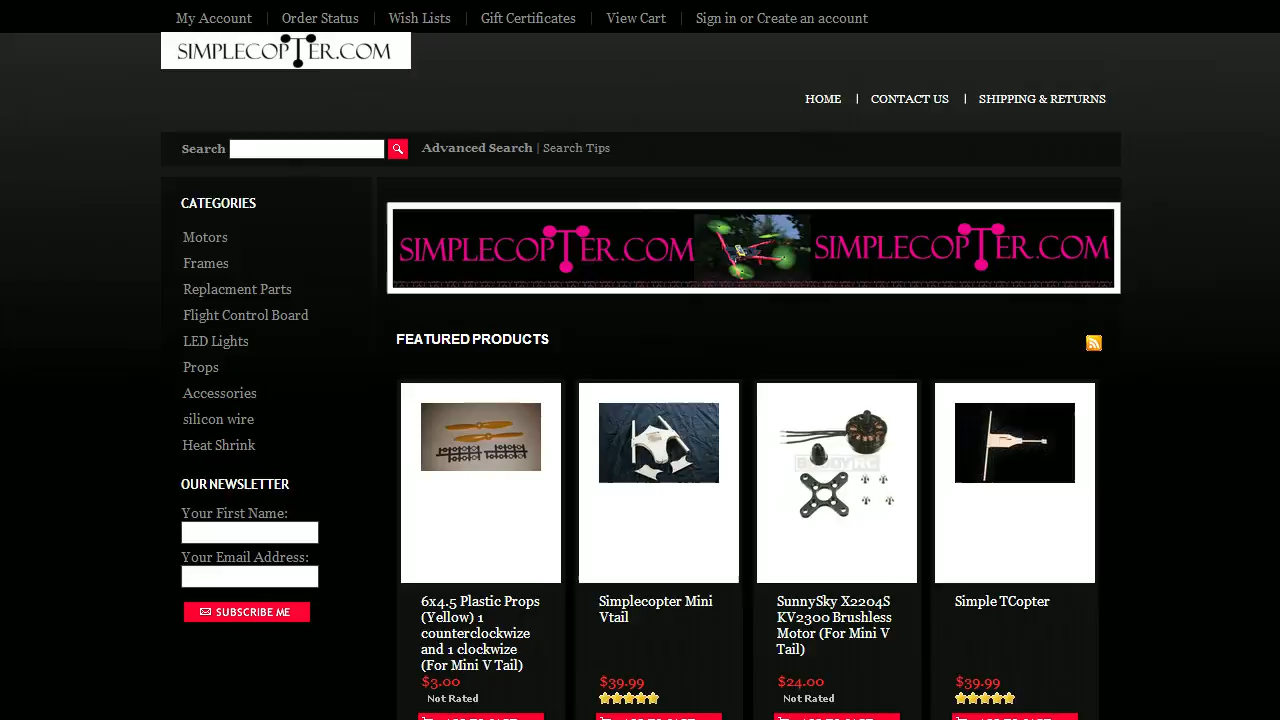 My Account
Order Status
Wish Lists
Gift Certificates
View Cart
Sign in or Create an account
SIMPLECOPTER.COM
HOME
CONTACT US
SHIPPING & RETURNS
Search
Advanced Search | Search Tips
CATEGORIES
Motors
Frames
Replacment Parts
Flight Control Board
LED Lights
Props
Accessories
silicon wire
Heat Shrink
OUR NEWSLETTER
Your First Name:
Your Email Address:
SUBSCRIBE ME
SIMPLECOPTER.COM
SIMPLECOPTER.COM
FEATURED PRODUCTS
6x4.5 Plastic Props
(Yellow) 1
counterclockwize
and 1 clockwize
(For Mini V Tail)
$3.00
Not Rated
Simplecopter Mini
Vtail
$39.99
SunnySky X2204S
KV2300 Brushless
Motor (For Mini V
Tail)
$24.00
Not Rated
Simple TCopter
$39.99